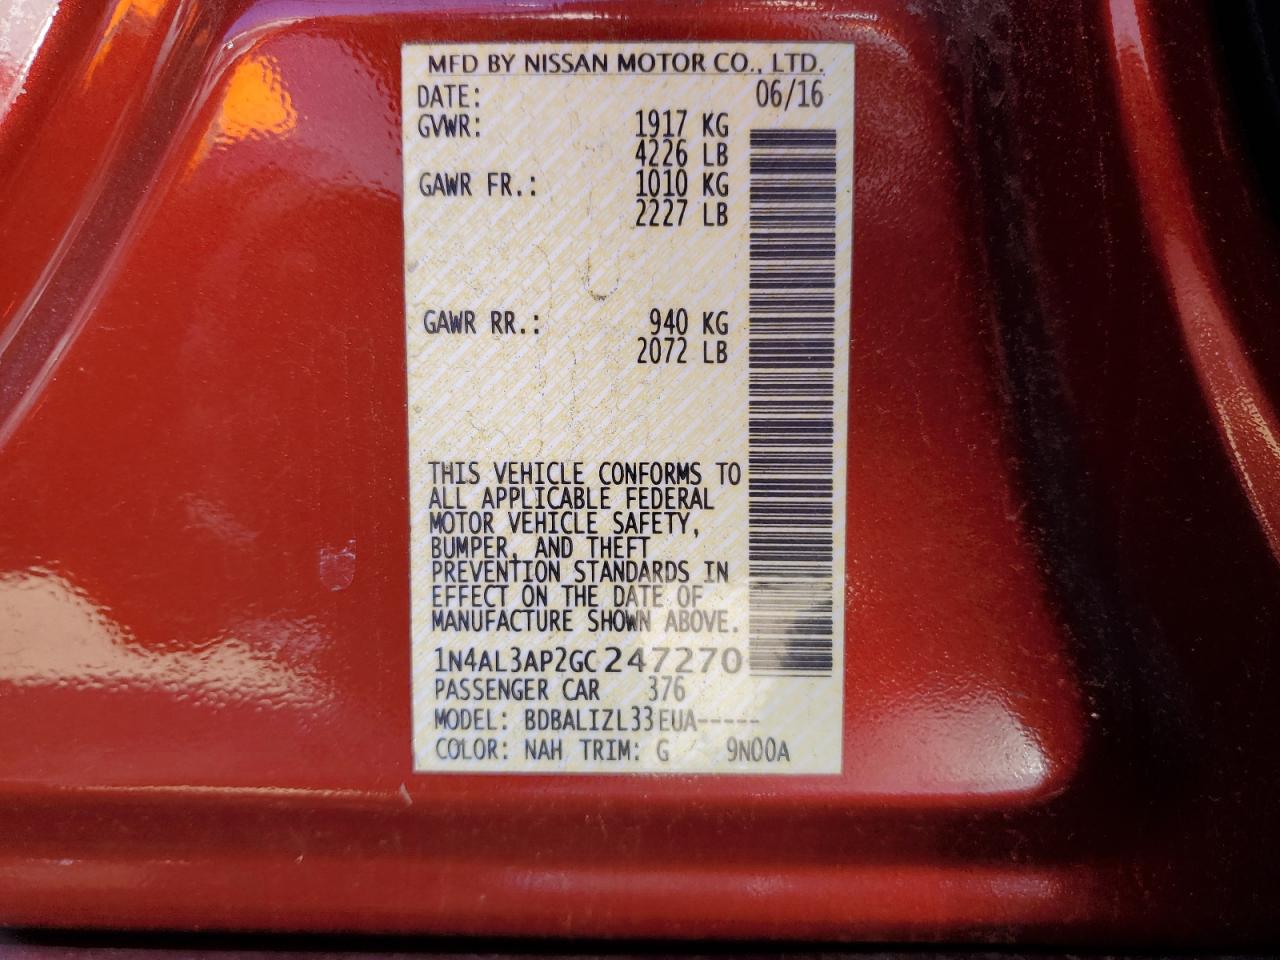 MFD BY NISSAN MOTOR CO., LTD.
DATE: 06/16
GVWR: 1917 KG
4226 LB
GAWR FR.: 1010 KG
2227 LB
GAWR RR.: 940 KG
2072 LB
THIS VEHICLE CONFORMS TO
ALL APPLICABLE FEDERAL
MOTOR VEHICLE SAFETY,
BUMPER, AND THEFT
PREVENTION STANDARDS IN
EFFECT ON THE DATE OF
MANUFACTURE SHOWN ABOVE.
1N4AL3AP2GC247270
PASSENGER CAR 376
MODEL: BDBALIZL33EUA-----
COLOR: NAH TRIM: G 9N00A